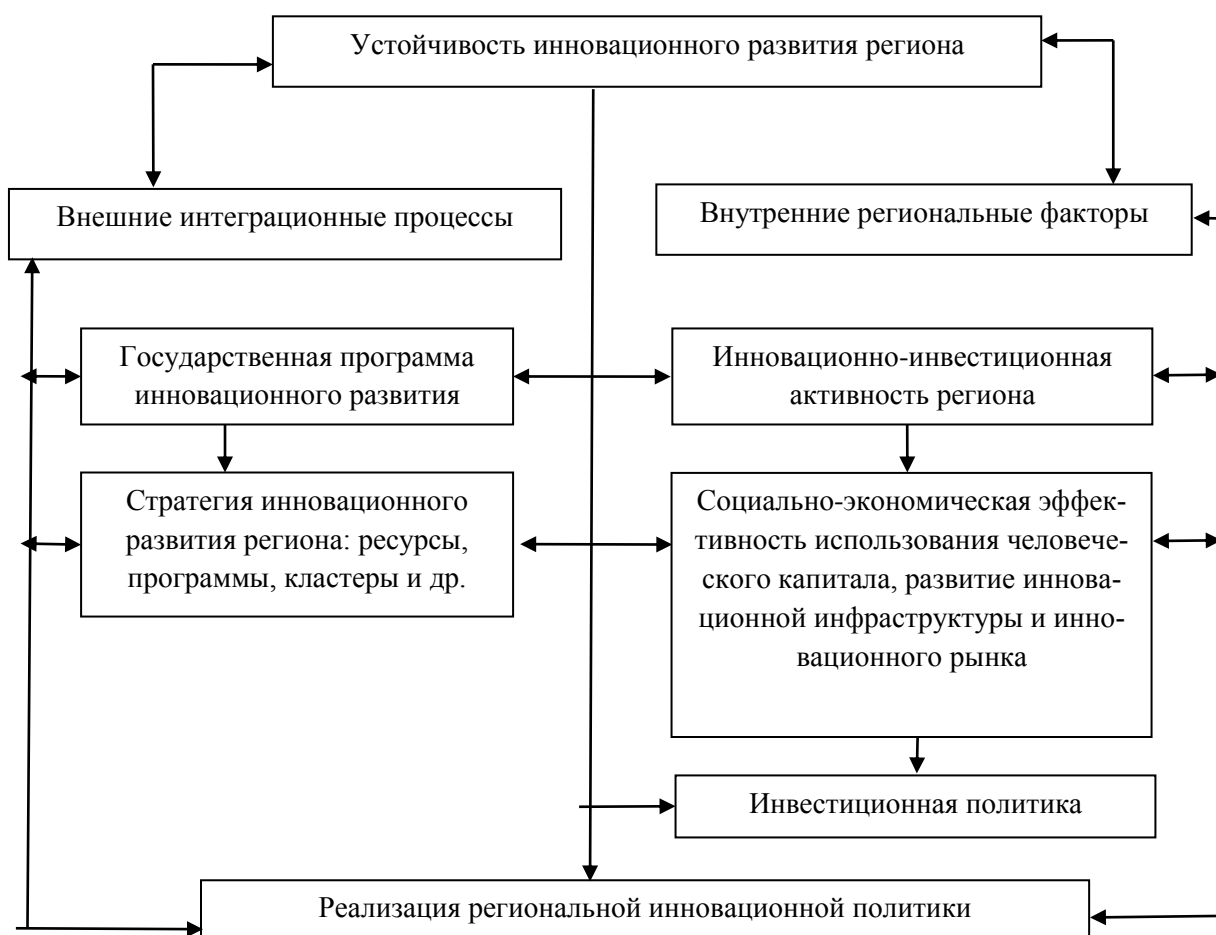 Устойчивость инновационного развития региона
Внешние интеграционные процессы
Внутренние региональные факторы
Государственная программа
инновационного развития
Инновационно-инвестиционная
активность региона
Стратегия инновационного
развития региона: ресурсы,
программы, кластеры и др.
Социально-экономическая эффек-
тивность использования человече-
ского капитала, развитие иннова-
ционной инфраструктуры и инно-
вационного рынка
Инвестиционная политика
Реализация региональной инновационной политики